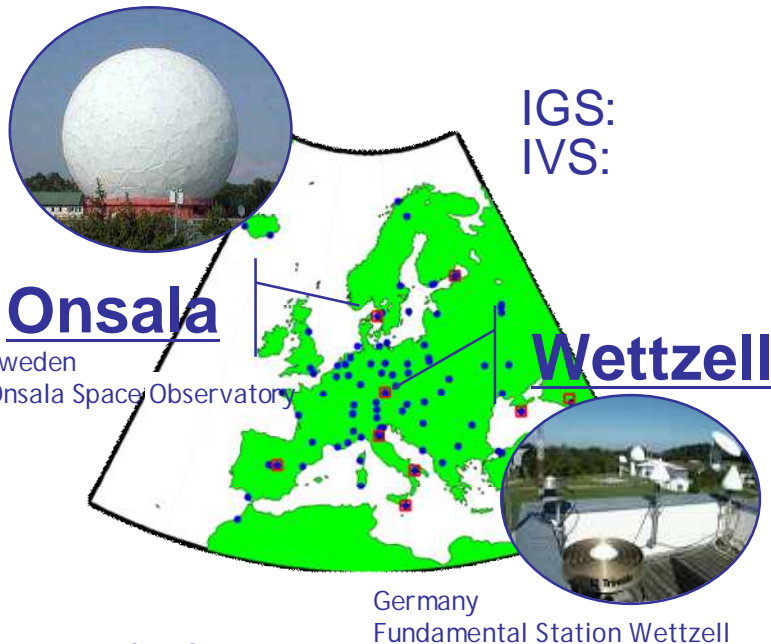 IGS:
IVS:
Onsala
weden
Onsala Space Observatory
Wettzell
Germany
Fundamental Station Wettzell